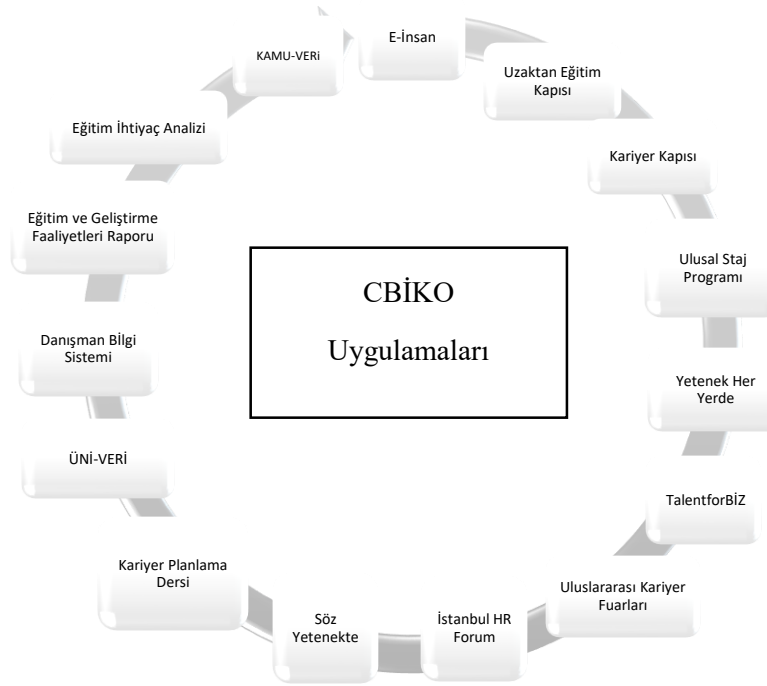 E-İnsan
Uzaktan Eğitim
Kapısı
Kariyer Kapısı
Ulusal Staj
Programı
Yetenek Her
Yerde
TalentforBİZ
Uluslararası Kariyer
Fuarları
İstanbul HR
Forum
Söz
Yetenekte
Kariyer Planlama
Dersi
ÜNİ-VERİ
Danışman Bİlgi
Sistemi
Eğitim ve Geliştirme
Faaliyetleri Raporu
Eğitim İhtiyaç Analizi
KAMU-VERi
CBİKO
Uygulamaları